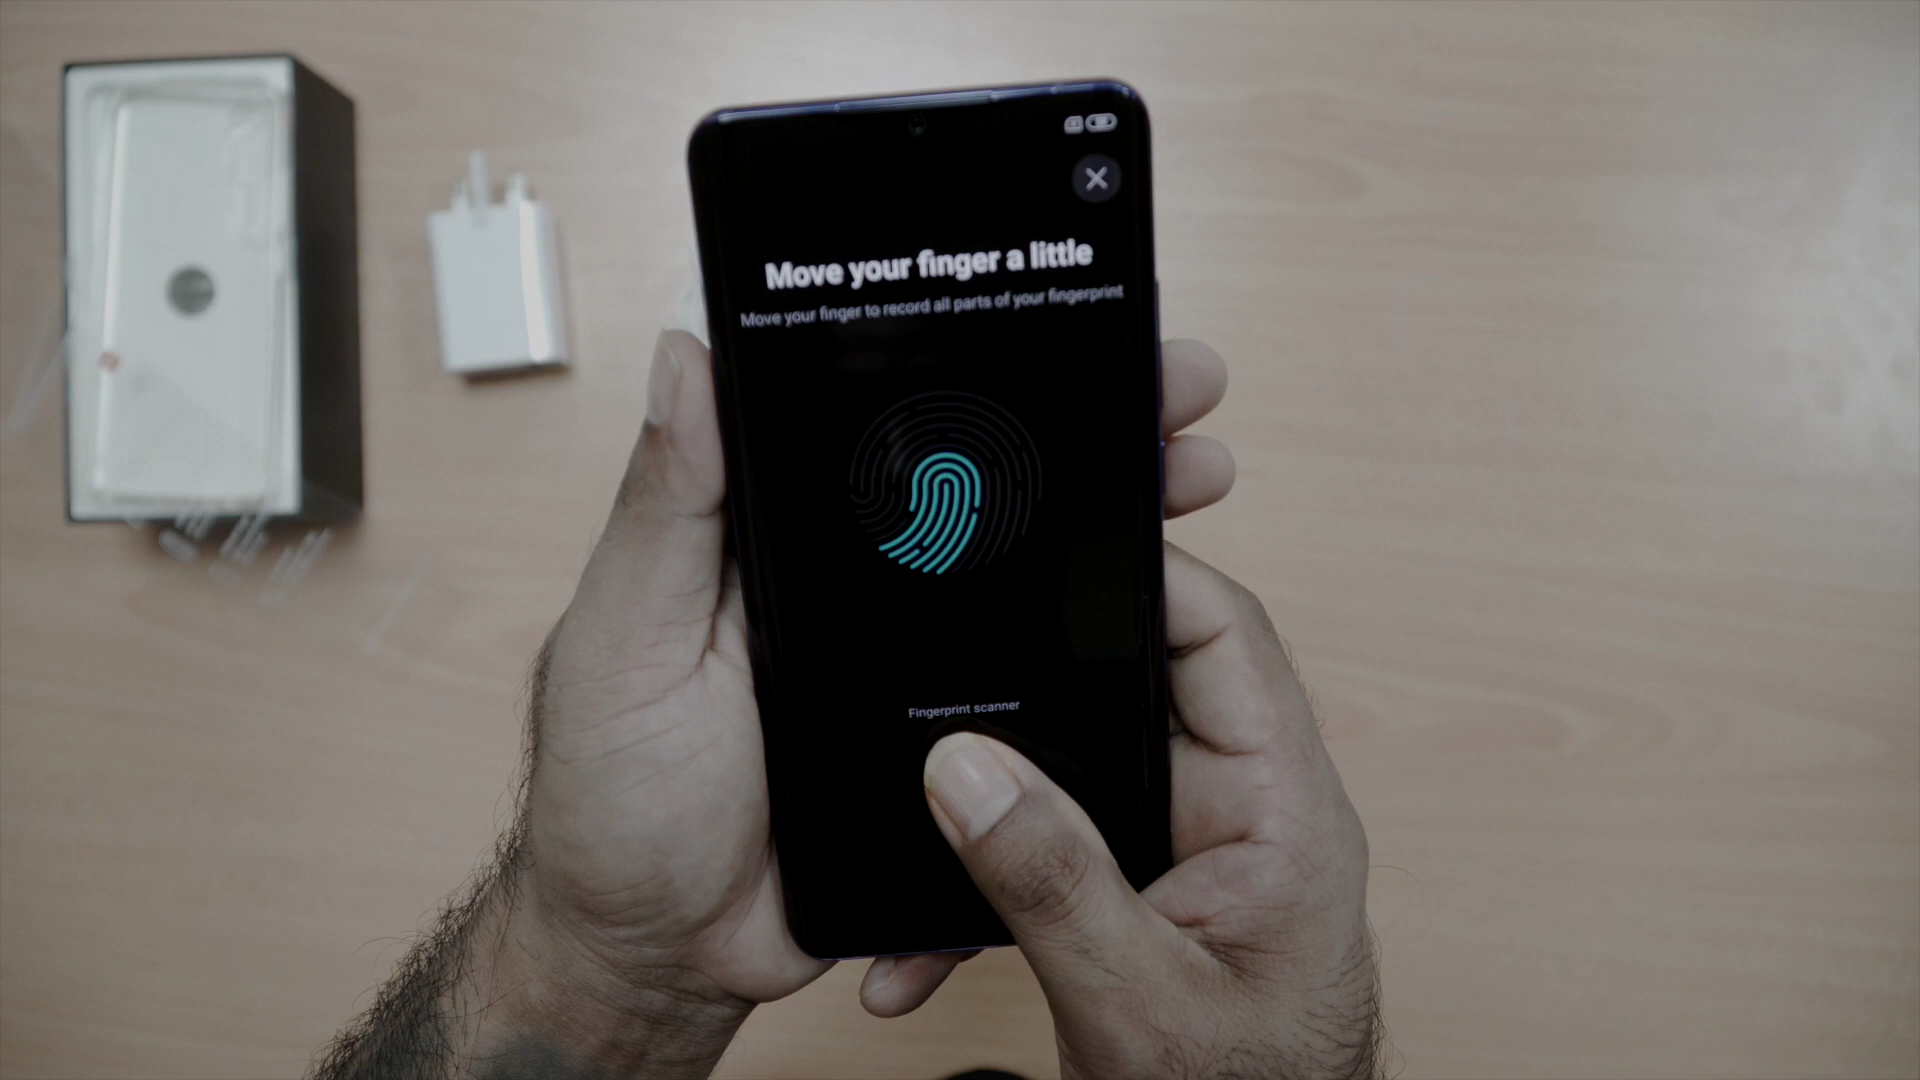 Move your finger a little
Move your finger to record all parts of your fingerprint
Fingerprint scanner